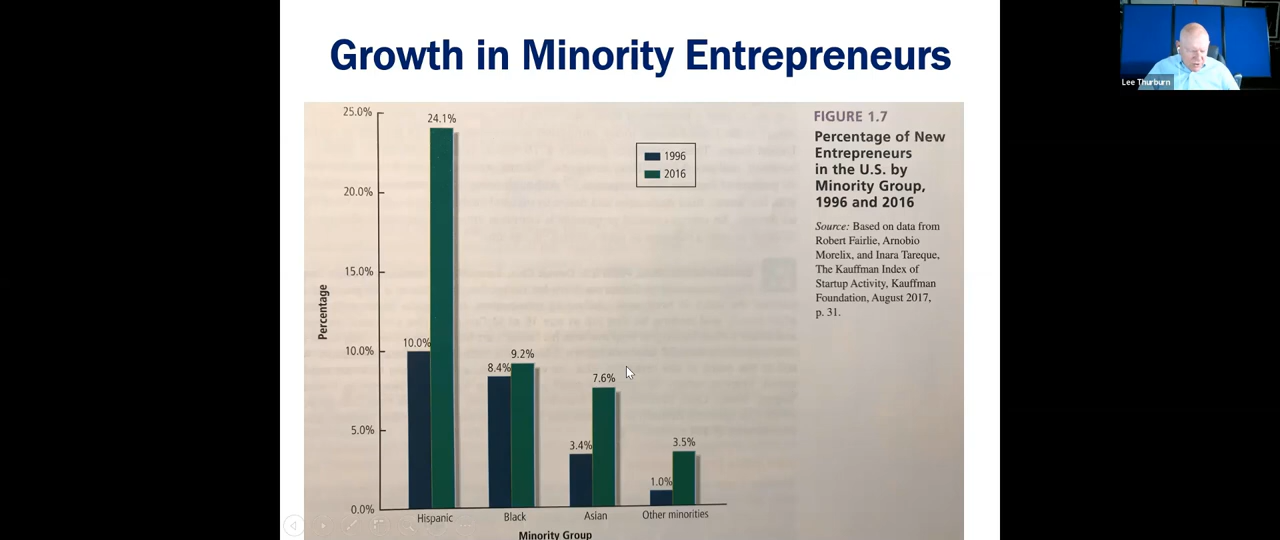 Growth in Minority Entrepreneurs
Lee Thurburn
25.0%
20.0%
15.0%
10.0%
5.0%
0.0%
Percentage
24.1%
10.0%
8.4%
9.2%
3.4%
7.6%
1.0%
3.5%
1996
2016
Hispanic
Black
Asian
Other minorities
Minority Group
FIGURE 1.7
Percentage of New
Entrepreneurs
in the U.S. by
Minority Group,
1996 and 2016
Source: Based on data from
Robert Fairlie, Arnobio
Morelix, and Inara Tareque,
The Kauffman Index of
Startup Activity, Kauffman
Foundation, August 2017,
p. 31.